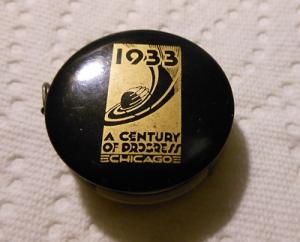 1933
A CENTURY
OF PROGRESS
CHICAGO